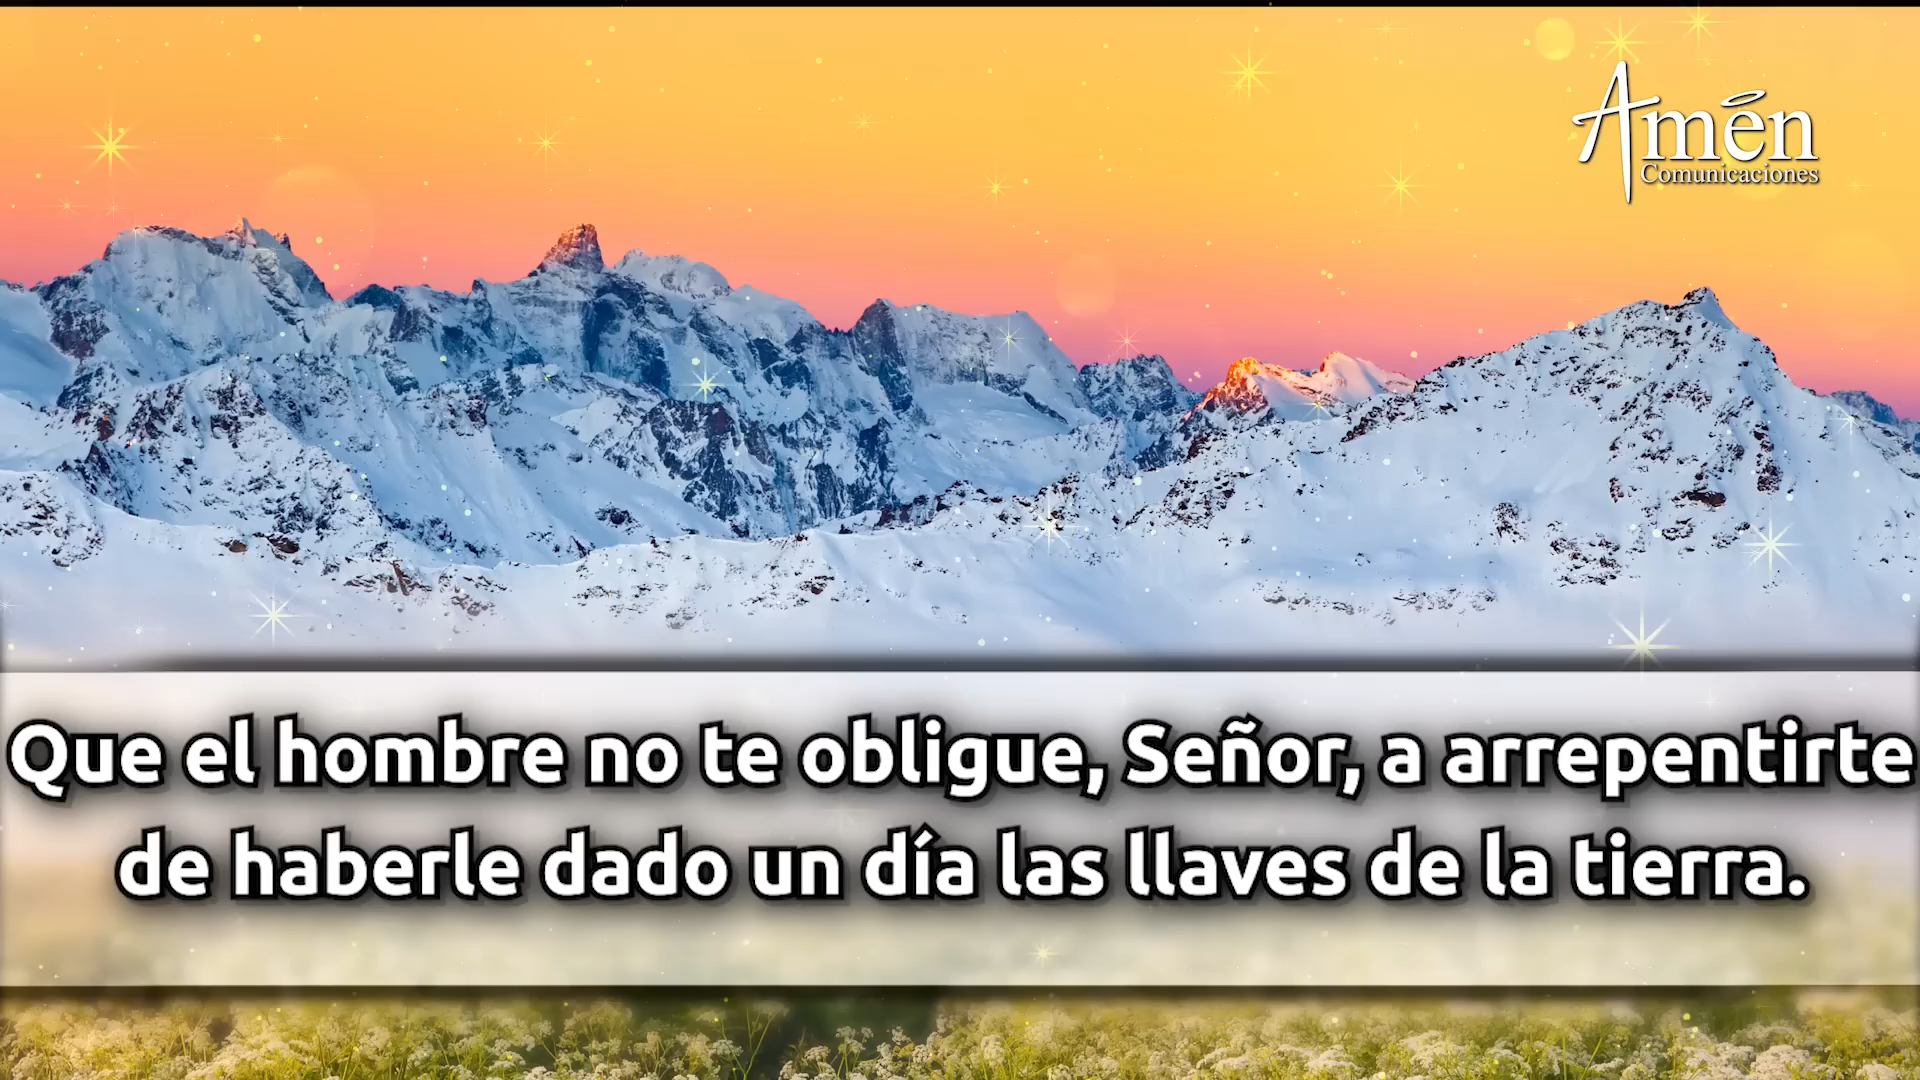 Amén
Comunicaciones
Que el hombre no te obligue, Señor, a arrepentirte
de haberle dado un día las llaves de la tierra.